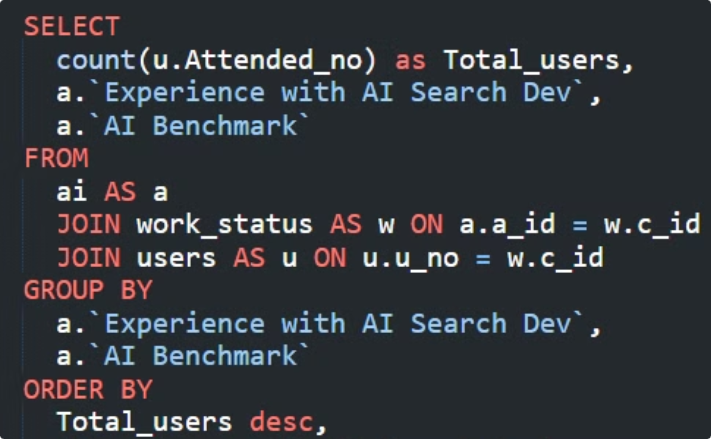 SELECT
count(u.Attended_no) as Total_users,
a.`Experience with AI Search Dev`,
a.`AI Benchmark`
FROM
ai AS a
JOIN work_status AS w ON a.a_id = w.c_id
JOIN users AS u ON u.u_no = w.c_id
GROUP BY
a.`Experience with AI Search Dev`,
a.`AI Benchmark`
ORDER BY
Total_users desc,